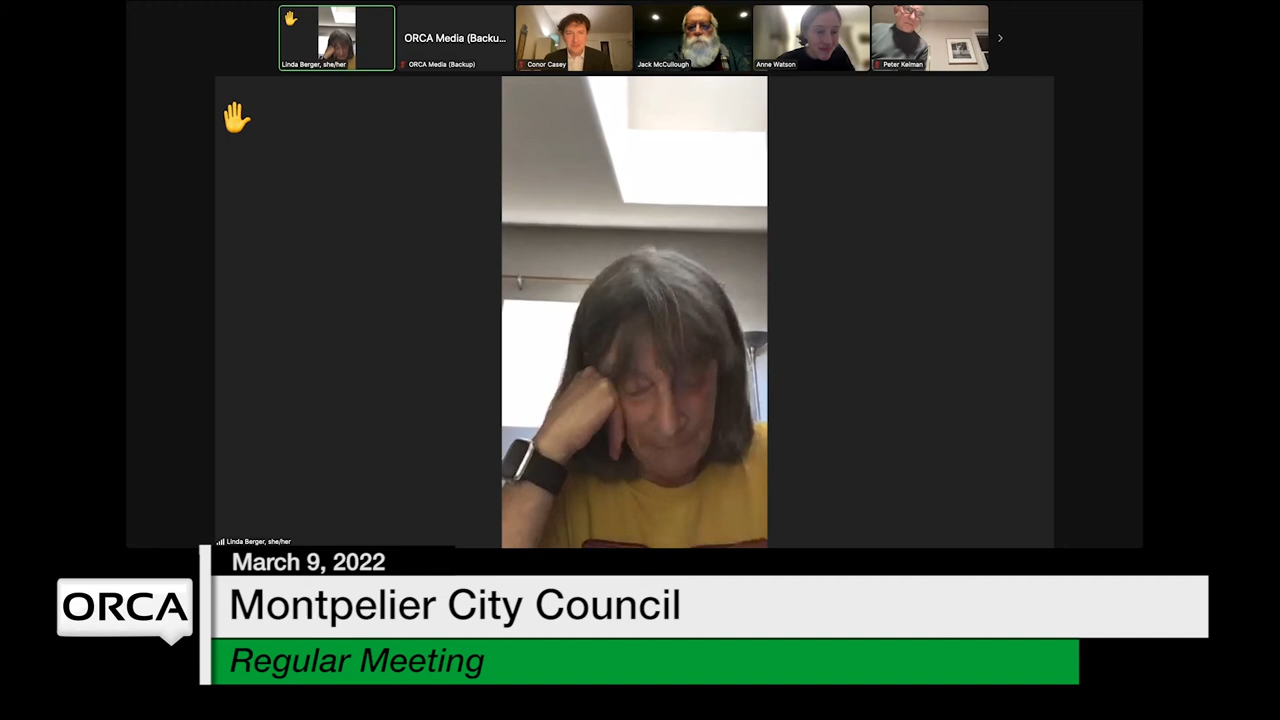 ORCA Media (Backu...
Linda Berger, she/her
ORCA Media (Backup)
Conor Casey
Jack McCullough
Anne Watson
Peter Kelman
Linda Berger, she/her
March 9, 2022
ORCA
Montpelier City Council
Regular Meeting